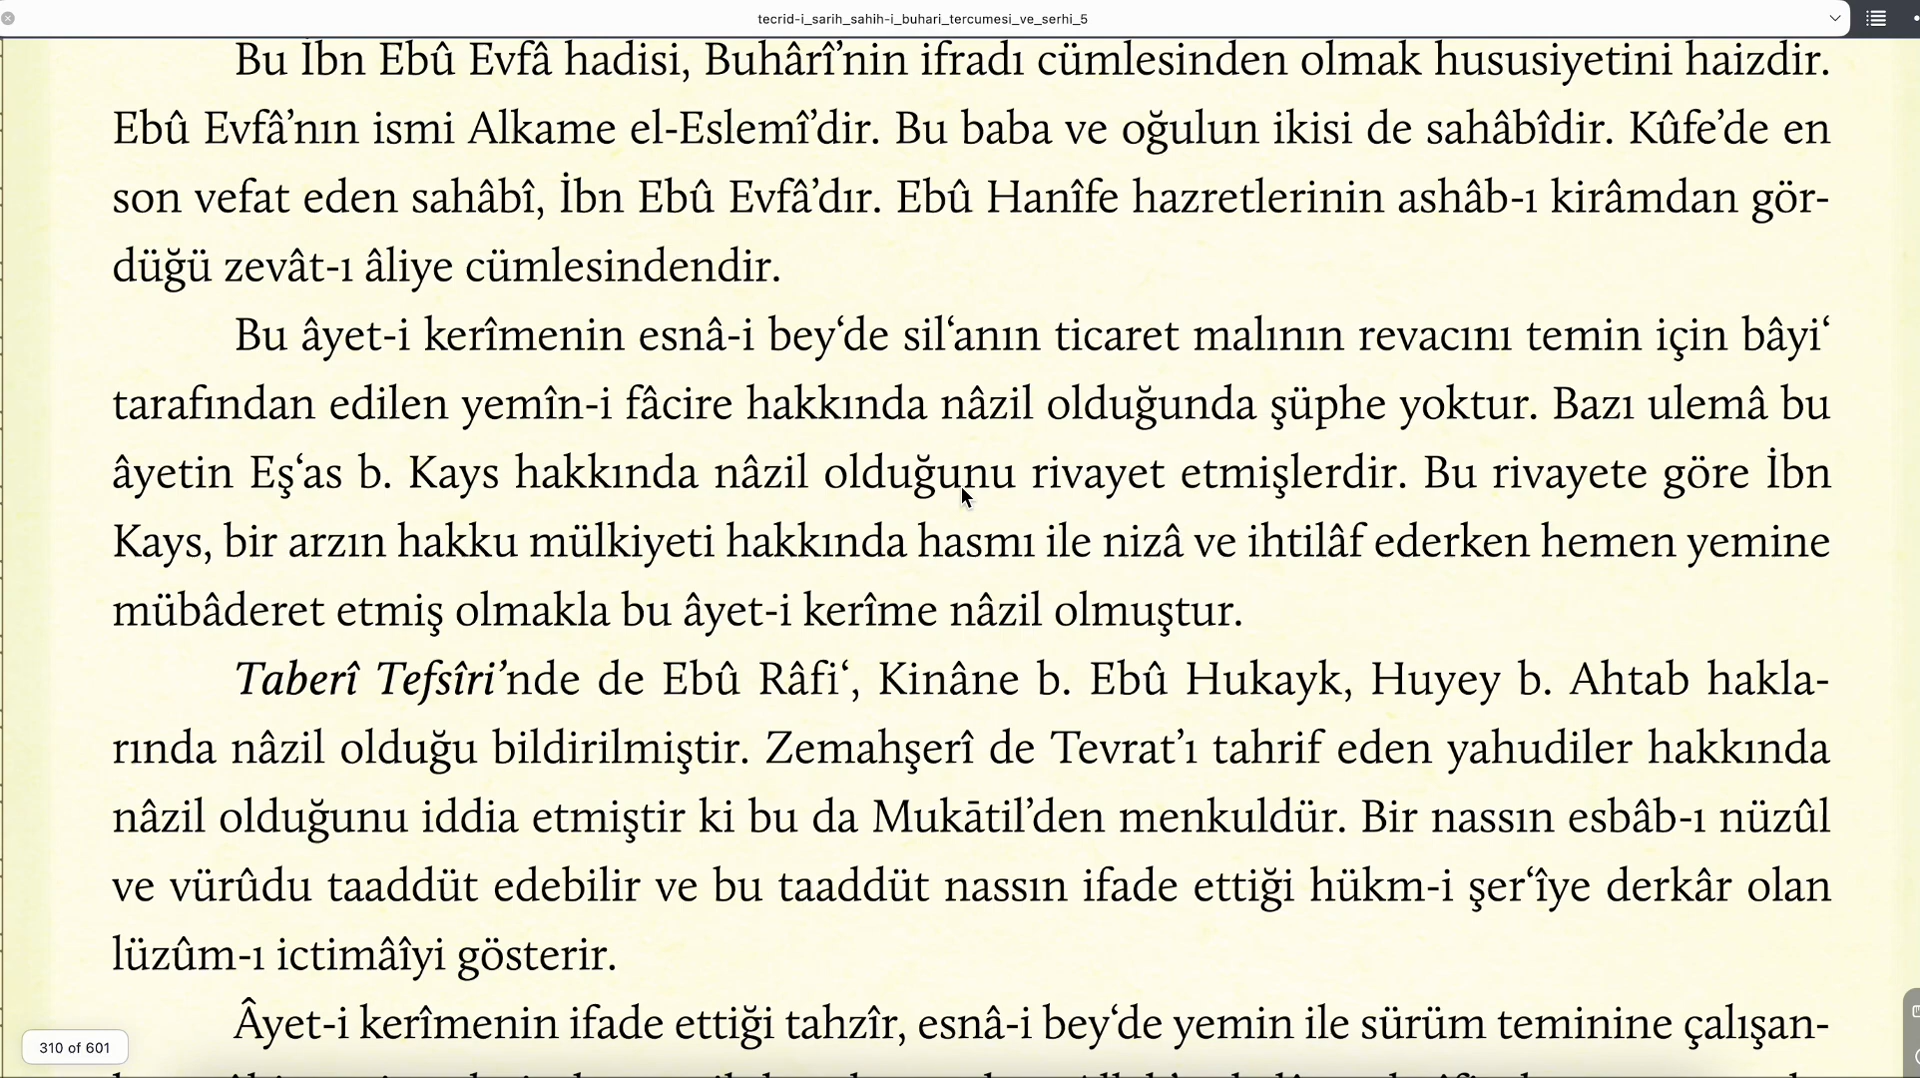 tecrid-i_sarih_sahih-i_buhari_tercumesi_ve_serhi_5
Bu İbn Ebû Evfâ hadisi, Buhârî’nin ifradı cümlesinden olmak hususiyetini haizdir.
Ebû Evfâ’nın ismi Alkame el-Eslemî’dir. Bu baba ve oğulun ikisi de sahâbîdir. Kûfe’de en
son vefat eden sahâbî, İbn Ebû Evfâ’dır. Ebû Hanîfe hazretlerinin ashâb-ı kirâmdan gör-
düğü zevât-ı âliye cümlesindendir.
Bu âyet-i kerîmenin esnâ-i bey‘de sil‘anın ticaret malının revacını temin için bâyi‘
tarafından edilen yemîn-i fâcire hakkında nâzil olduğunda şüphe yoktur. Bazı ulemâ bu
âyetin Eş‘as b. Kays hakkında nâzil olduğunu rivayet etmişlerdir. Bu rivayete göre İbn
Kays, bir arzın hakku mülkiyeti hakkında hasmı ile nizâ ve ihtilâf ederken hemen yemine
mübâderet etmiş olmakla bu âyet-i kerîme nâzil olmuştur.
Taberî Tefsîri’nde de Ebû Râfi‘, Kinâne b. Ebû Hukayk, Huyey b. Ahtab hakla-
rında nâzil olduğu bildirilmiştir. Zemahşerî de Tevrat’ı tahrif eden yahudiler hakkında
nâzil olduğunu iddia etmiştir ki bu da Mukātil’den menkuldür. Bir nassın esbâb-ı nüzûl
ve vürûdu taaddüt edebilir ve bu taaddüt nassın ifade ettiği hükm-i şer‘îye derkâr olan
lüzûm-ı ictimâîyi gösterir.
Âyet-i kerîmenin ifade ettiği tahzîr, esnâ-i bey‘de yemin ile sürüm teminine çalışan-
310 of 601